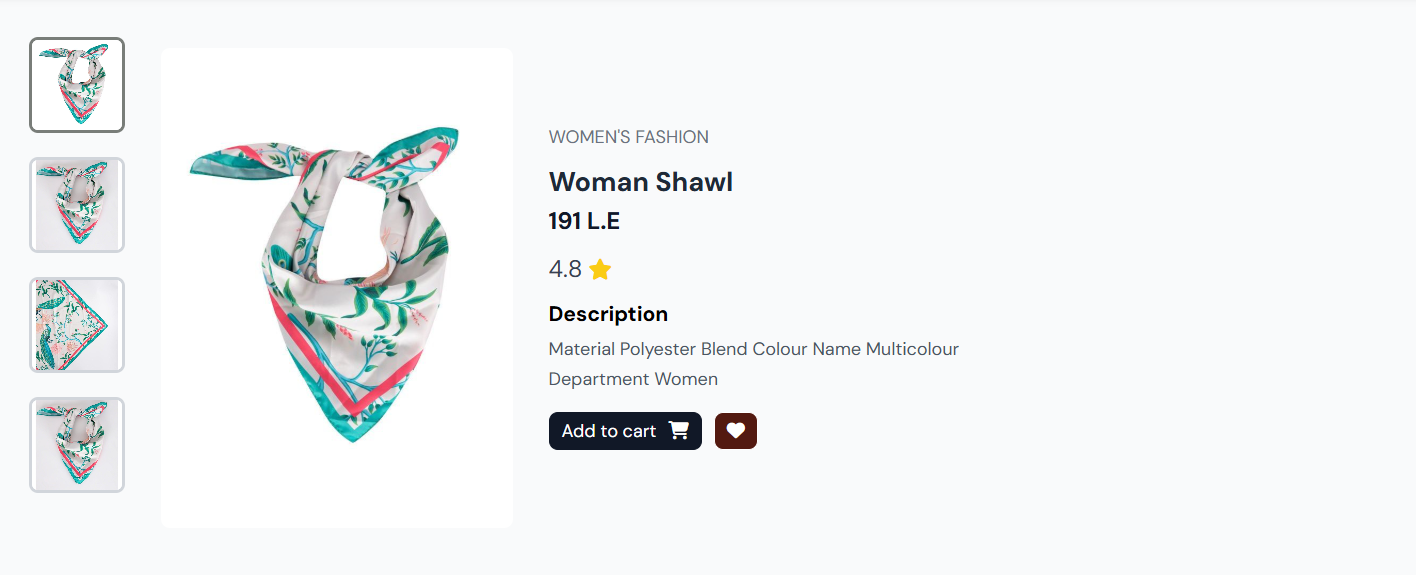 WOMEN'S FASHION
Woman Shawl
191 L.E
4.8
Description
Material Polyester Blend Colour Name Multicolour
Department Women
Add to cart